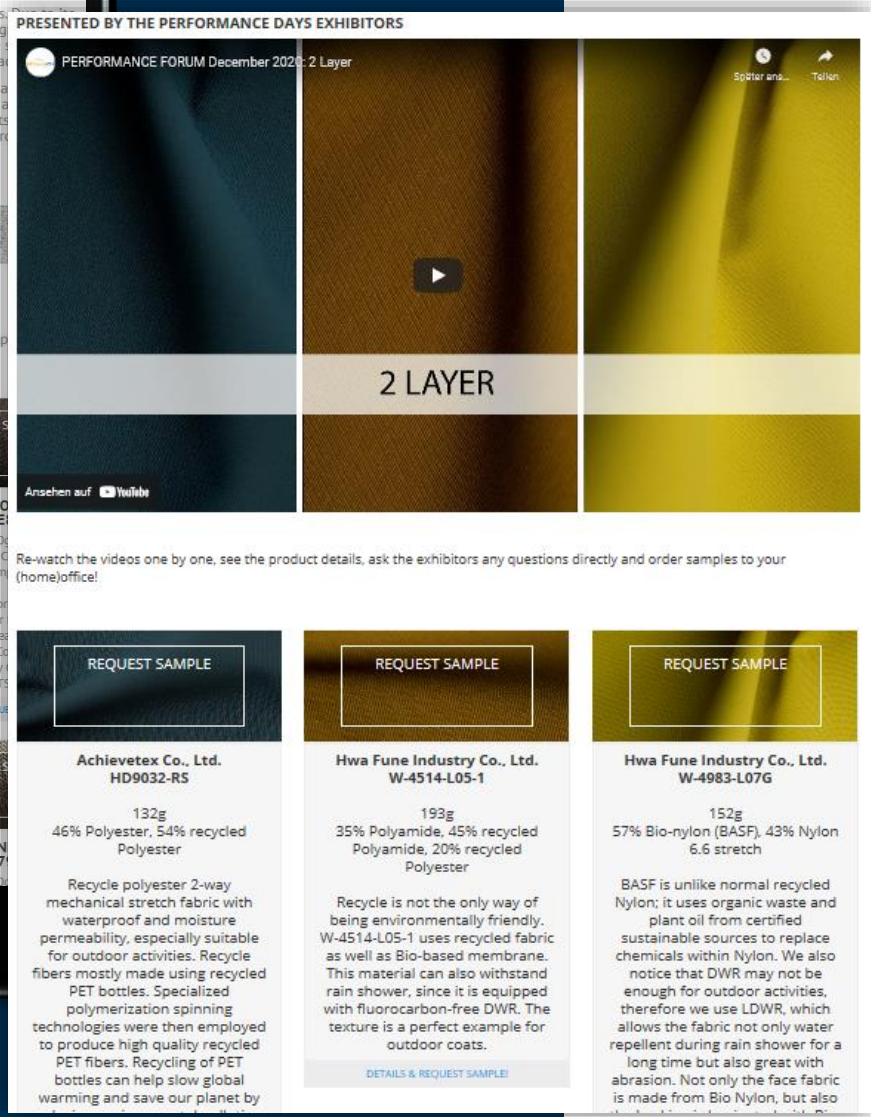 PRESENTED BY THE PERFORMANCE DAYS EXHIBITORS
PERFORMANCE FORUM December 2020: 2 Layer
Später ans...
Teilen
2 LAYER
Ansehen auf YouTube
Re-watch the videos one by one, see the product details, ask the exhibitors any questions directly and order samples to your
(home)office!
REQUEST SAMPLE
Achievetex Co., Ltd.
HD9032-RS
132g
46% Polyester, 54% recycled
Polyester
Recycle polyester 2-way
mechanical stretch fabric with
waterproof and moisture
permeability, especially suitable
for outdoor activities. Recycle
fibers mostly made using recycled
PET bottles. Specialized
polymerization spinning
technologies were then employed
to produce high quality recycled
PET fibers. Recycling of PET
bottles can help slow global
warming and save our planet by
REQUEST SAMPLE
Hwa Fune Industry Co., Ltd.
W-4514-L05-1
193g
35% Polyamide, 45% recycled
Polyamide, 20% recycled
Polyester
Recycle is not the only way of
being environmentally friendly.
W-4514-L05-1 uses recycled fabric
as well as Bio-based membrane.
This material can also withstand
rain shower, since it is equipped
with fluorocarbon-free DWR. The
texture is a perfect example for
outdoor coats.
DETAILS & REQUEST SAMPLE!
REQUEST SAMPLE
Hwa Fune Industry Co., Ltd.
W-4983-L07G
152g
57% Bio-nylon (BASF), 43% Nylon
6.6 stretch
BASF is unlike normal recycled
Nylon; it uses organic waste and
plant oil from certified
sustainable sources to replace
chemicals within Nylon. We also
notice that DWR may not be
enough for outdoor activities,
therefore we use LDWR, which
allows the fabric not only water
repellent during rain shower for a
long time but also great with
abrasion. Not only the face fabric
is made from Bio Nylon, but also